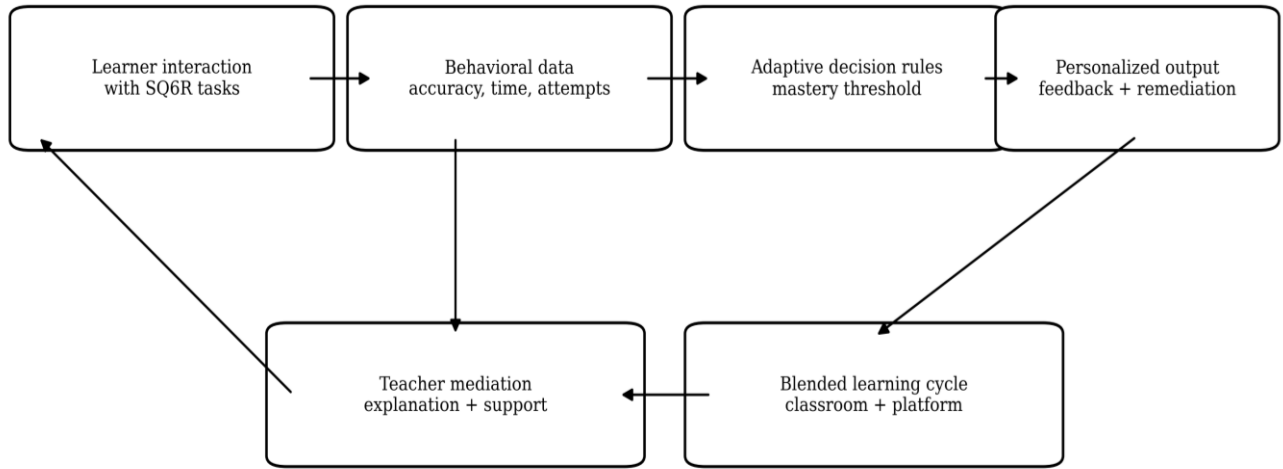 Learner interaction
with SQ6R tasks
Behavioral data
accuracy, time, attempts
Adaptive decision rules
mastery threshold
Personalized output
feedback + remediation
Teacher mediation
explanation + support
Blended learning cycle
classroom + platform